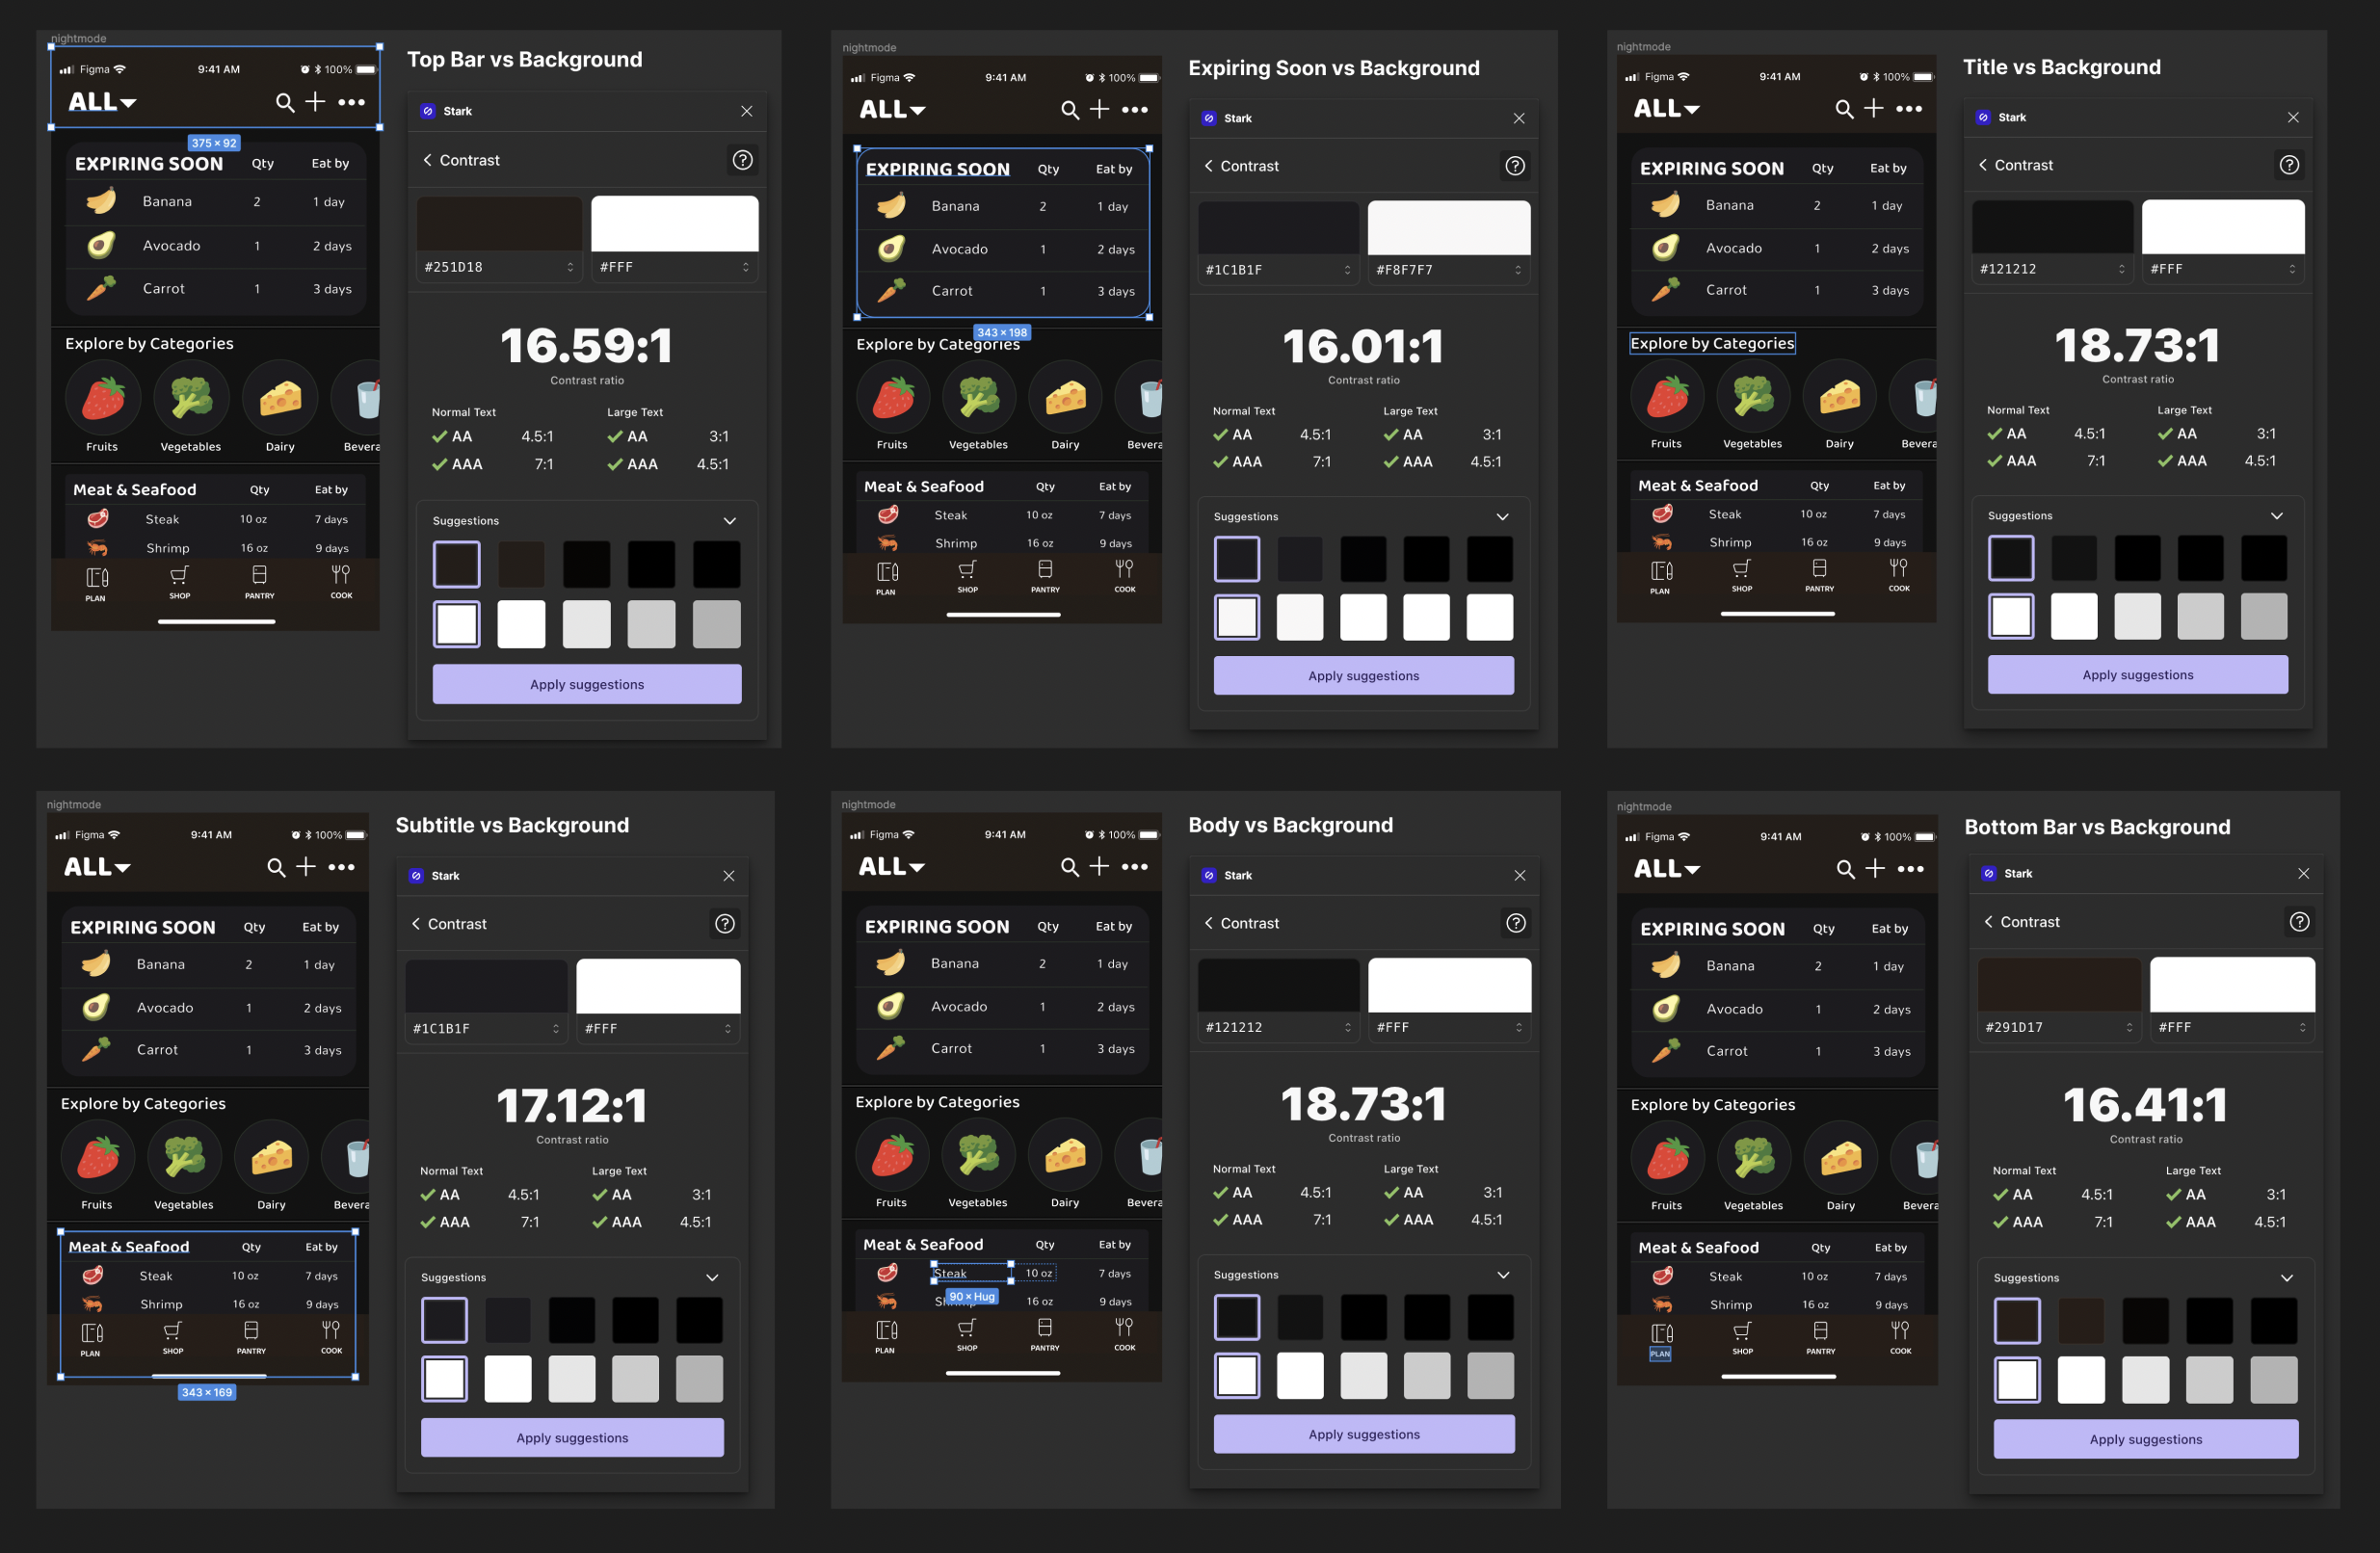 nightmode
Top Bar vs Background
Figma 9:41 AM 100%
ALL
375 × 92
EXPIRING SOON Qty Eat by
Banana 2 1 day
Avocado 1 2 days
Carrot 1 3 days
Explore by Categories
Fruits Vegetables Dairy Bevera
Meat & Seafood Qty Eat by
Steak 10 oz 7 days
Shrimp 16 oz 9 days
PLAN SHOP PANTRY COOK
Stark
Contrast
#251D18 #FFF
16.59:1
Contrast ratio
Normal Text Large Text
AA 4.5:1 AA 3:1
AAA 7:1 AAA 4.5:1
Suggestions
Apply suggestions
nightmode
Expiring Soon vs Background
Figma 9:41 AM 100%
ALL
EXPIRING SOON Qty Eat by
Banana 2 1 day
Avocado 1 2 days
Carrot 1 3 days
343 × 198
Explore by Categories
Fruits Vegetables Dairy Bevera
Meat & Seafood Qty Eat by
Steak 10 oz 7 days
Shrimp 16 oz 9 days
PLAN SHOP PANTRY COOK
Stark
Contrast
#1C1B1F #F8F7F7
16.01:1
Contrast ratio
Normal Text Large Text
AA 4.5:1 AA 3:1
AAA 7:1 AAA 4.5:1
Suggestions
Apply suggestions
nightmode
Title vs Background
Figma 9:41 AM 100%
ALL
EXPIRING SOON Qty Eat by
Banana 2 1 day
Avocado 1 2 days
Carrot 1 3 days
Explore by Categories
Fruits Vegetables Dairy Bevera
Meat & Seafood Qty Eat by
Steak 10 oz 7 days
Shrimp 16 oz 9 days
PLAN SHOP PANTRY COOK
Stark
Contrast
#121212 #FFF
18.73:1
Contrast ratio
Normal Text Large Text
AA 4.5:1 AA 3:1
AAA 7:1 AAA 4.5:1
Suggestions
Apply suggestions
nightmode
Subtitle vs Background
Figma 9:41 AM 100%
ALL
EXPIRING SOON Qty Eat by
Banana 2 1 day
Avocado 1 2 days
Carrot 1 3 days
Explore by Categories
Fruits Vegetables Dairy Bevera
Meat & Seafood Qty Eat by
Steak 10 oz 7 days
Shrimp 16 oz 9 days
PLAN SHOP PANTRY COOK
343 × 169
Stark
Contrast
#1C1B1F #FFF
17.12:1
Contrast ratio
Normal Text Large Text
AA 4.5:1 AA 3:1
AAA 7:1 AAA 4.5:1
Suggestions
Apply suggestions
nightmode
Body vs Background
Figma 9:41 AM 100%
ALL
EXPIRING SOON Qty Eat by
Banana 2 1 day
Avocado 1 2 days
Carrot 1 3 days
Explore by Categories
Fruits Vegetables Dairy Bevera
Meat & Seafood Qty Eat by
Steak 10 oz 7 days
90 × Hug
16 oz 9 days
PLAN SHOP PANTRY COOK
Stark
Contrast
#121212 #FFF
18.73:1
Contrast ratio
Normal Text Large Text
AA 4.5:1 AA 3:1
AAA 7:1 AAA 4.5:1
Suggestions
Apply suggestions
nightmode
Bottom Bar vs Background
Figma 9:41 AM 100%
ALL
EXPIRING SOON Qty Eat by
Banana 2 1 day
Avocado 1 2 days
Carrot 1 3 days
Explore by Categories
Fruits Vegetables Dairy Bevera
Meat & Seafood Qty Eat by
Steak 10 oz 7 days
Shrimp 16 oz 9 days
PLAN SHOP PANTRY COOK
Stark
Contrast
#291D17 #FFF
16.41:1
Contrast ratio
Normal Text Large Text
AA 4.5:1 AA 3:1
AAA 7:1 AAA 4.5:1
Suggestions
Apply suggestions